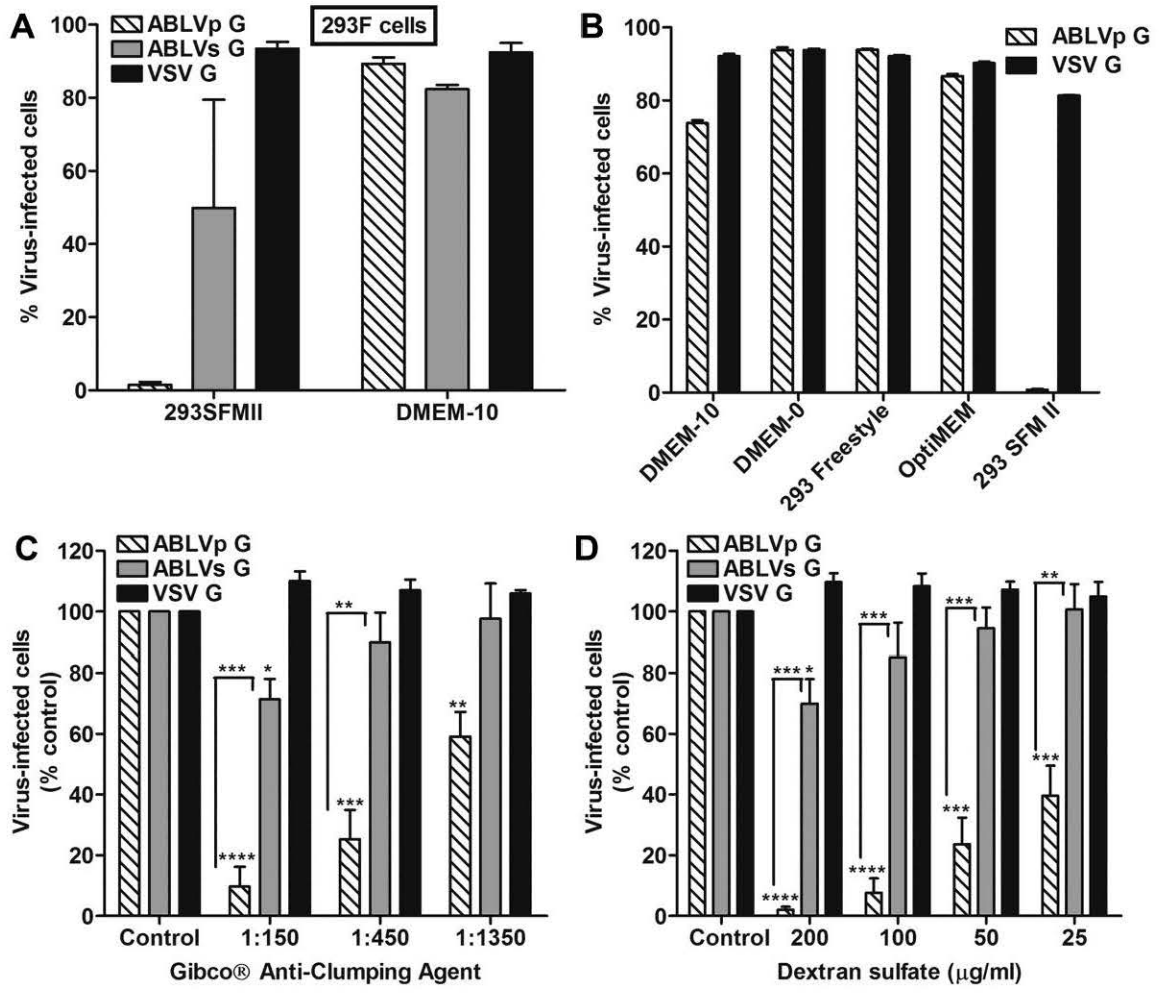 A
293F cells
ABLVp G
ABLVs G
VSV G
% Virus-infected cells
100
80
60
40
20
0
293SFMII
DMEM-10
B
ABLVp G
VSV G
% Virus-infected cells
100
80
60
40
20
0
DMEM-10
DMEM-0
293 Freestyle
OptiMEM
293 SFM II
C
ABLVp G
ABLVs G
VSV G
Virus-infected cells
(% control)
120
100
80
60
40
20
0
**
*** *
**
***
****
Control 1:150 1:450 1:1350
Gibco® Anti-Clumping Agent
D
ABLVp G
ABLVs G
VSV G
Virus-infected cells
(% control)
120
100
80
60
40
20
0
**
***
***
*** *
***
***
****
****
Control 200 100 50 25
Dextran sulfate (μg/ml)